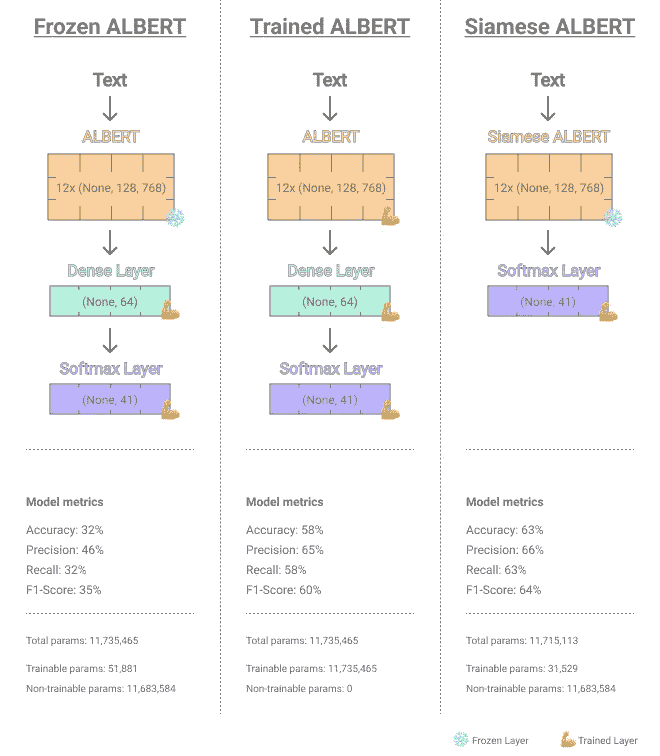 Frozen ALBERT
Text
ALBERT
12x (None, 128, 768)
Dense Layer
(None, 64)
Softmax Layer
(None, 41)
Model metrics
Accuracy: 32%
Precision: 46%
Recall: 32%
F1-Score: 35%
Total params: 11,735,465
Trainable params: 51,881
Non-trainable params: 11,683,584
Trained ALBERT
Text
ALBERT
12x (None, 128, 768)
Dense Layer
(None, 64)
Softmax Layer
(None, 41)
Model metrics
Accuracy: 58%
Precision: 65%
Recall: 58%
F1-Score: 60%
Total params: 11,735,465
Trainable params: 11,735,465
Non-trainable params: 0
Siamese ALBERT
Text
Siamese ALBERT
12x (None, 128, 768)
Softmax Layer
(None, 41)
Model metrics
Accuracy: 63%
Precision: 66%
Recall: 63%
F1-Score: 64%
Total params: 11,715,113
Trainable params: 31,529
Non-trainable params: 11,683,584
Frozen Layer
Trained Layer